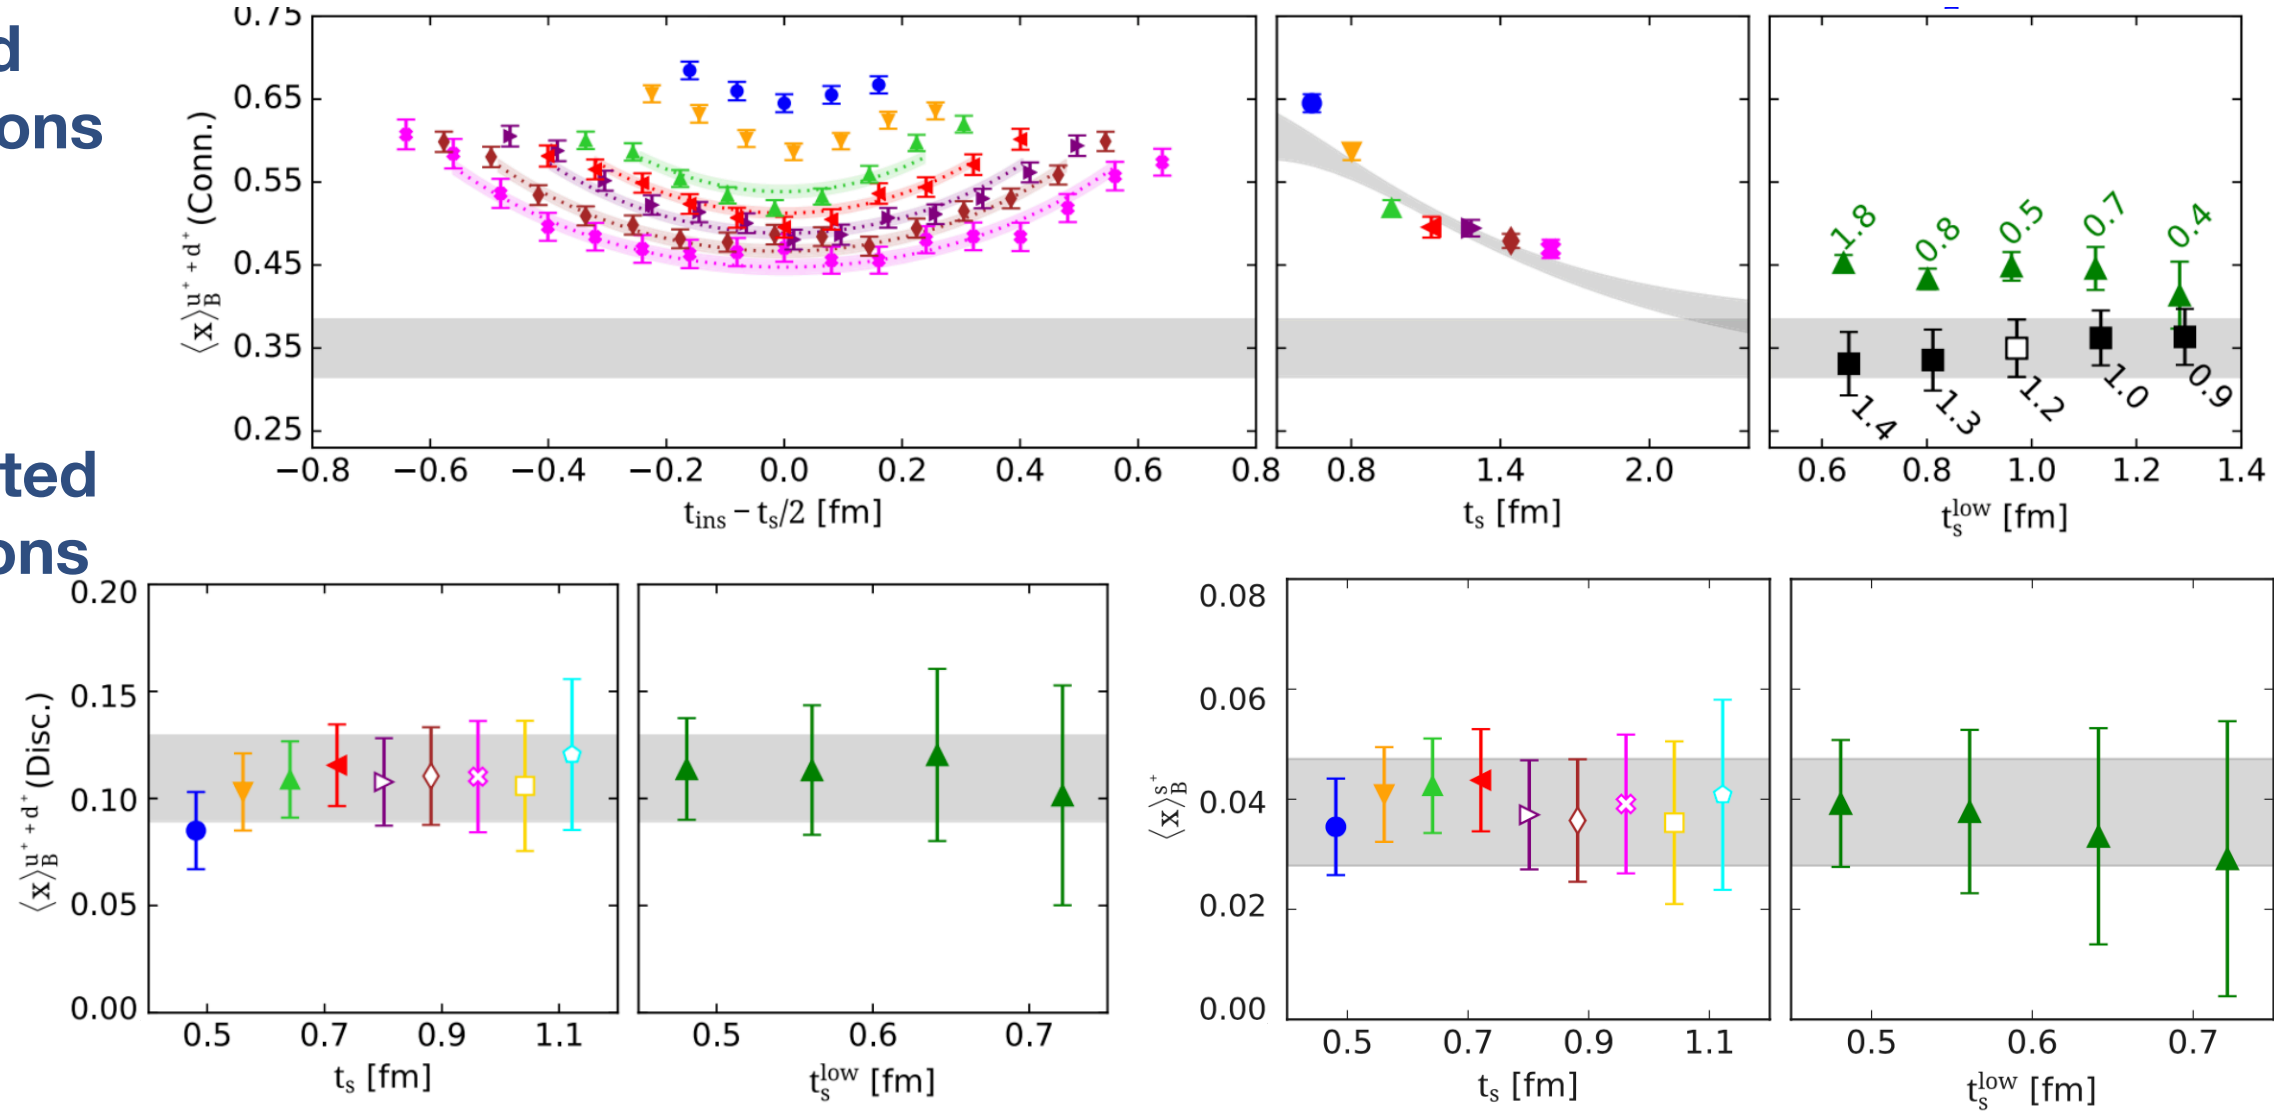 d
ons
ted
ons
0.75
0.65
0.55
0.45
0.35
0.25
⟨x⟩ᵤ⁺⁺ᵈ⁺_B (Conn.)
−0.8 −0.6 −0.4 −0.2 0.0 0.2 0.4 0.6 0.8
t_ins − t_s/2 [fm]
0.8 1.4 2.0
t_s [fm]
1.8 0.8 0.5 0.7 0.4
1.4 1.3 1.2 1.0 0.9
0.6 0.8 1.0 1.2 1.4
t_s^low [fm]
0.20
0.15
0.10
0.05
0.00
⟨x⟩_B^{u⁺+d⁺} (Disc.)
0.5 0.7 0.9 1.1
t_s [fm]
0.5 0.6 0.7
t_s^low [fm]
0.08
0.06
0.04
0.02
0.00
⟨x⟩_B^{s⁺}
0.5 0.7 0.9 1.1
t_s [fm]
0.5 0.6 0.7
t_s^low [fm]